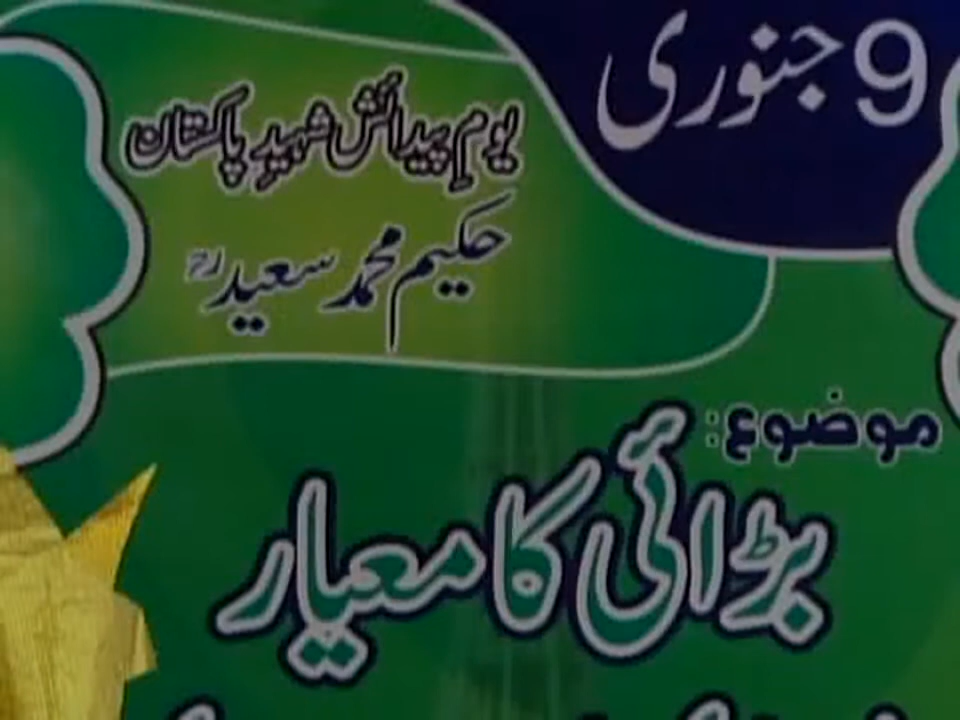 9 جنوری
یومِ پیدائش شہیدِ پاکستان
حکیم محمد سعیدؒ
موضوع:
بڑائی کا معیار